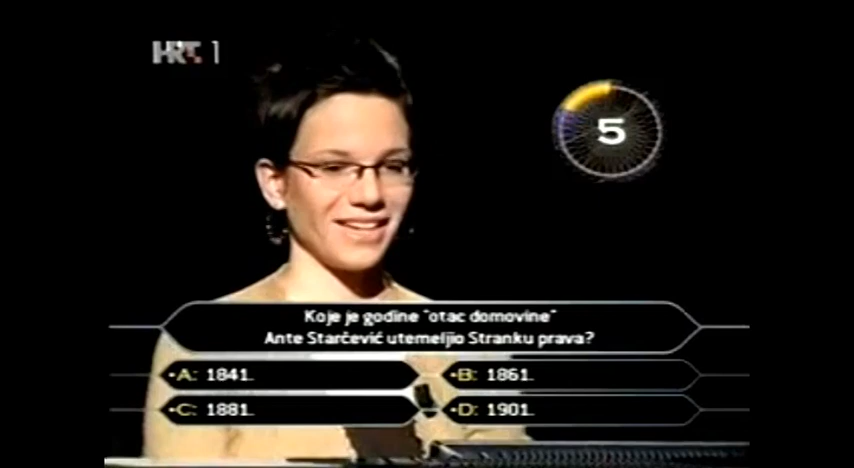 HRT 1
5
Koje je godine "otac domovine"
Ante Starčević utemeljio Stranku prava?
A: 1841.
B: 1861.
C: 1881.
D: 1901.